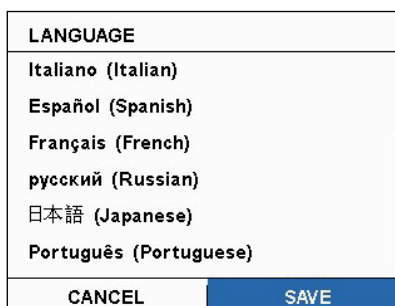 LANGUAGE
Italiano (Italian)
Español (Spanish)
Français (French)
русский (Russian)
日本語 (Japanese)
Português (Portuguese)
CANCEL SAVE